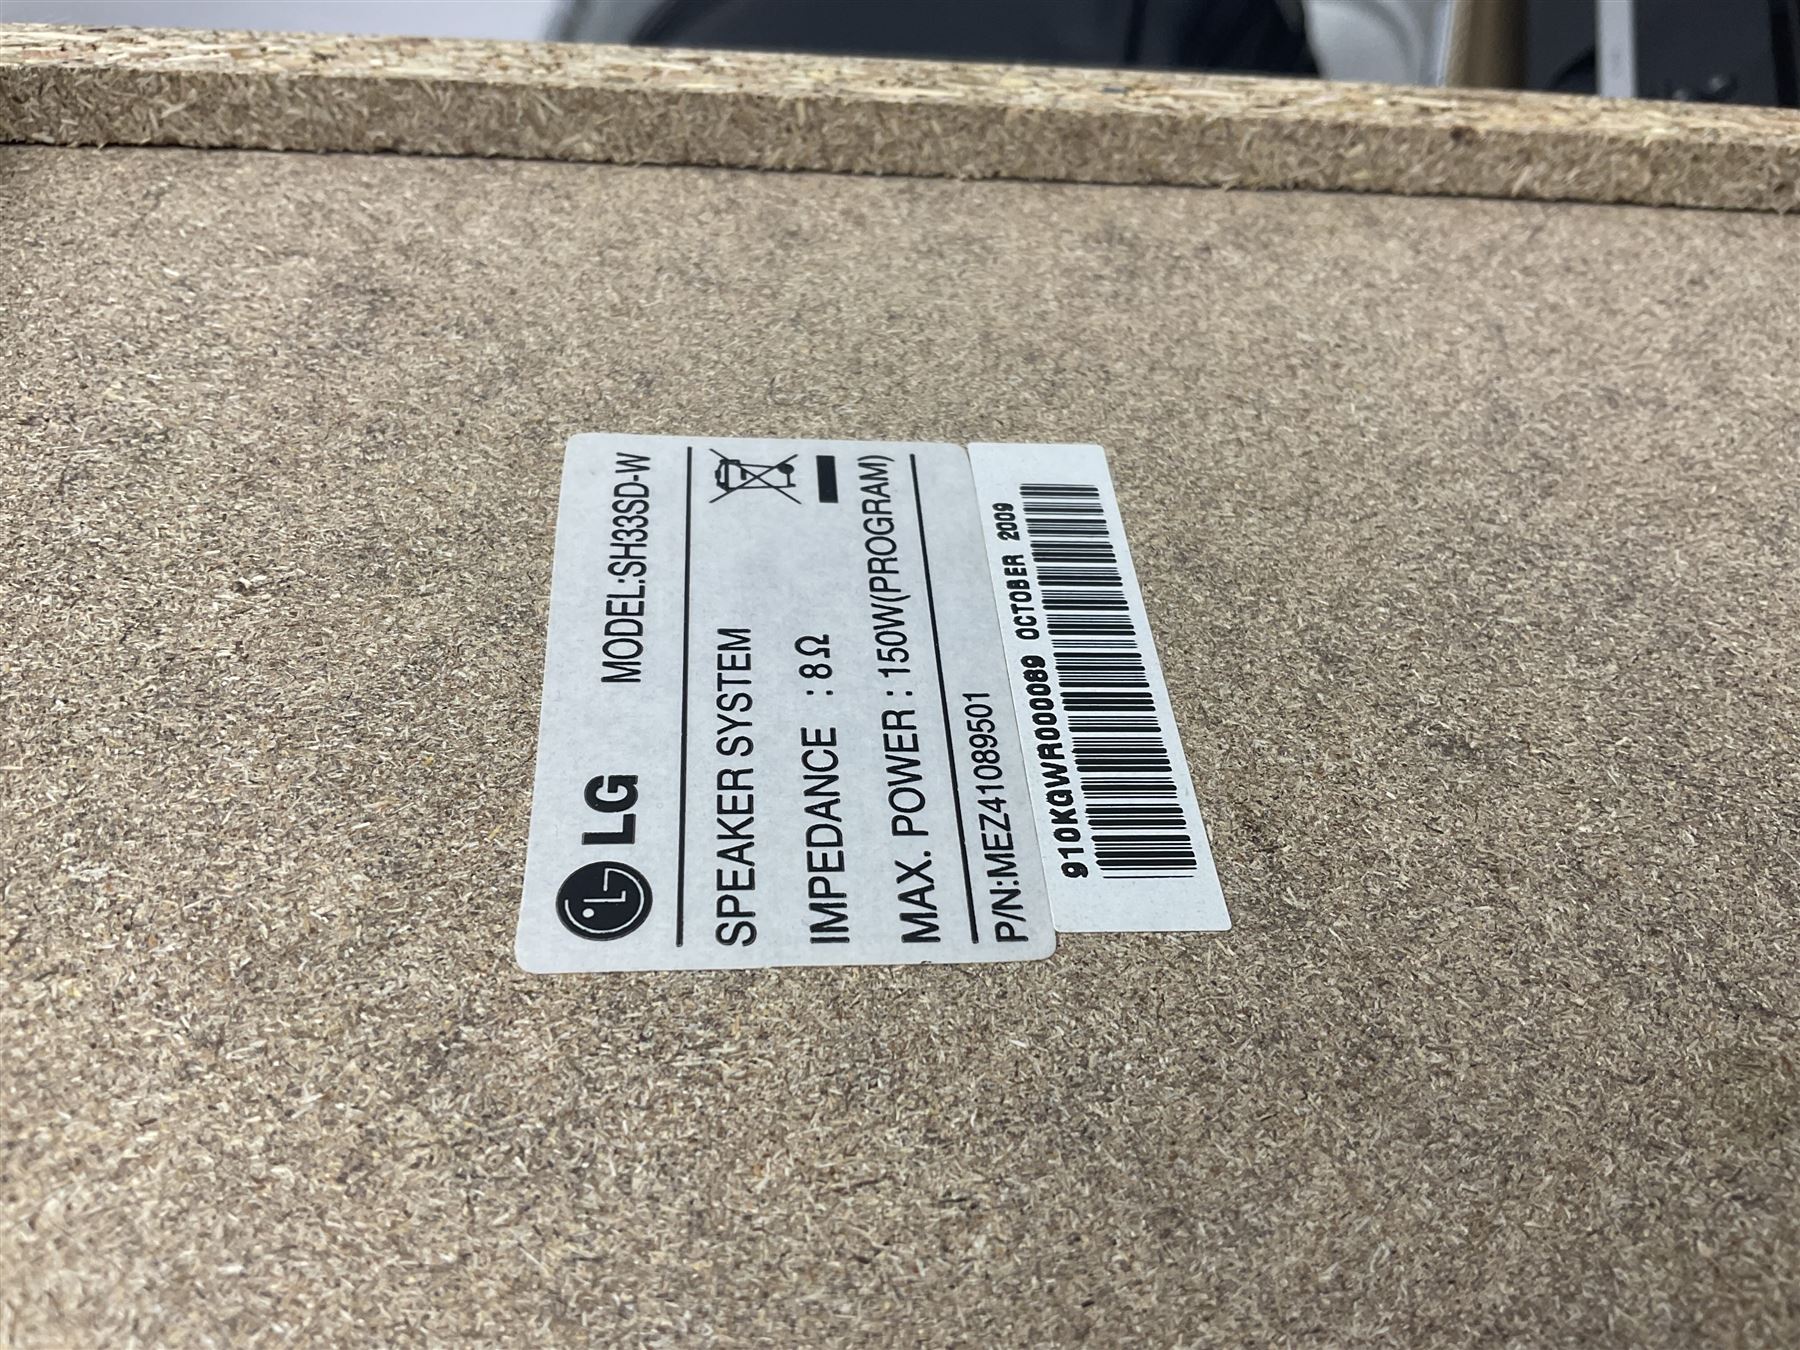 LG MODEL:SH33SD-W
SPEAKER SYSTEM
IMPEDANCE : 8Ω
MAX. POWER : 150W(PROGRAM)
P/N:MEZ41089501
910KGWR000089 OCTOBER 2009